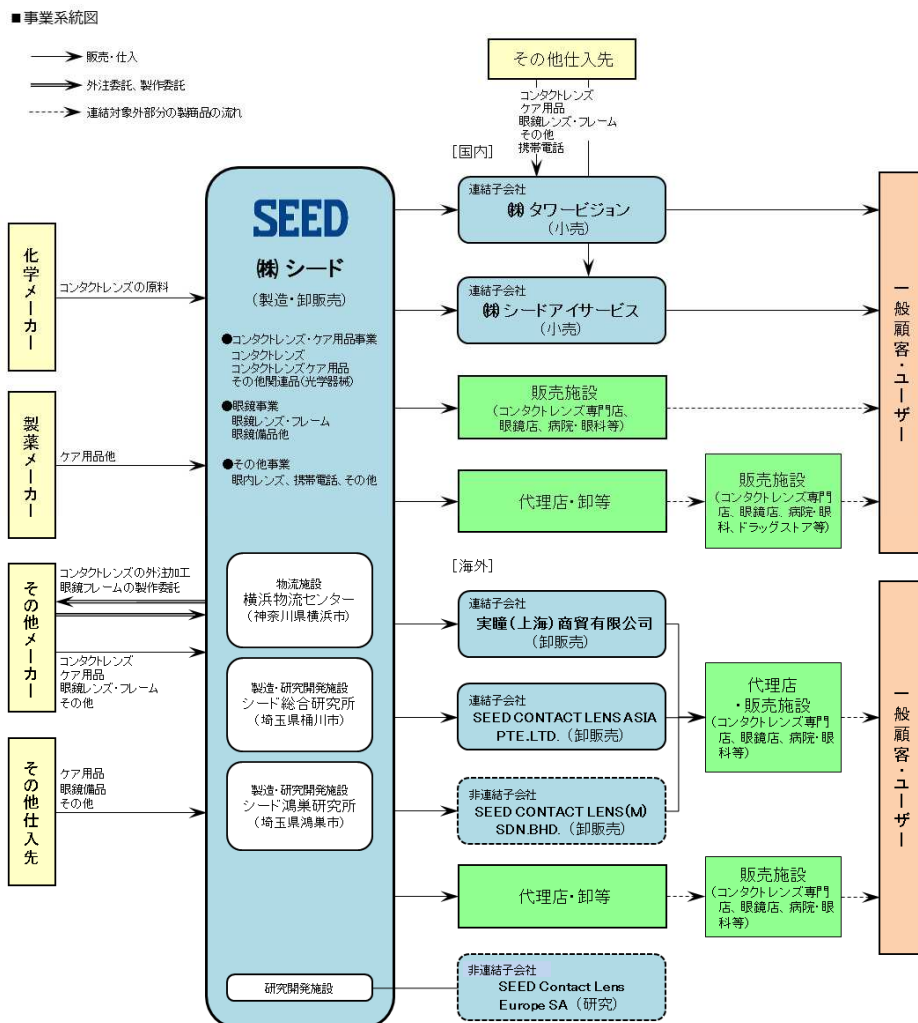 ■事業系統図
販売・仕入
外注委託、製作委託
連結対象外部分の製商品の流れ
その他仕入先
コンタクトレンズ
ケア用品
眼鏡レンズ・フレーム
その他
携帯電話
[国内]
化学メーカー
コンタクトレンズの原料
製薬メーカー
ケア用品他
コンタクトレンズの外注加工
眼鏡フレームの製作委託
その他メーカー
コンタクトレンズ
ケア用品
眼鏡レンズ・フレーム
その他
その他仕入先
ケア用品
眼鏡備品
その他
SEED
㈱シード
(製造・卸販売)
●コンタクトレンズ・ケア用品事業
コンタクトレンズ
コンタクトレンズケア用品
その他関連品(光学器械)
●眼鏡事業
眼鏡レンズ・フレーム
眼鏡備品他
●その他事業
眼内レンズ、携帯電話、その他
物流施設
横浜物流センター
(神奈川県横浜市)
製造・研究開発施設
シード総合研究所
(埼玉県桶川市)
製造・研究開発施設
シード鴻巣研究所
(埼玉県鴻巣市)
研究開発施設
連結子会社
㈱タワービジョン
(小売)
連結子会社
㈱シードアイサービス
(小売)
販売施設
(コンタクトレンズ専門店、
眼鏡店、病院・眼科等)
代理店・卸等
販売施設
(コンタクトレンズ専門
店、眼鏡店、病院・眼
科、ドラッグストア等)
一般顧客・ユーザー
[海外]
連結子会社
実瞳(上海)商貿有限公司
(卸販売)
連結子会社
SEED CONTACT LENS ASIA
PTE.LTD.(卸販売)
非連結子会社
SEED CONTACT LENS(M)
SDN.BHD.(卸販売)
代理店
・販売施設
(コンタクトレンズ専門
店、眼鏡店、病院・眼
科等)
代理店・卸等
販売施設
(コンタクトレンズ専門
店、眼鏡店、病院・眼
科等)
一般顧客・ユーザー
非連結子会社
SEED Contact Lens
Europe SA(研究)